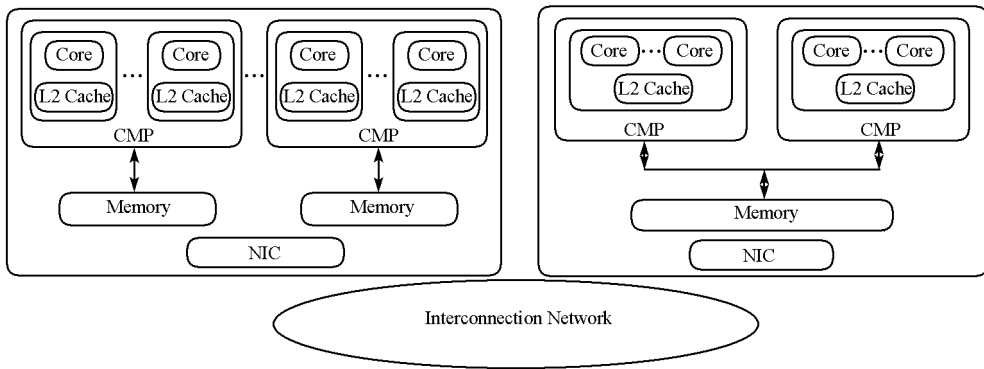 Core ... Core ... Core ... Core
L2 Cache L2 Cache L2 Cache L2 Cache
CMP CMP
Memory Memory
NIC
Core ... Core Core ... Core
L2 Cache L2 Cache
CMP CMP
Memory
NIC
Interconnection Network